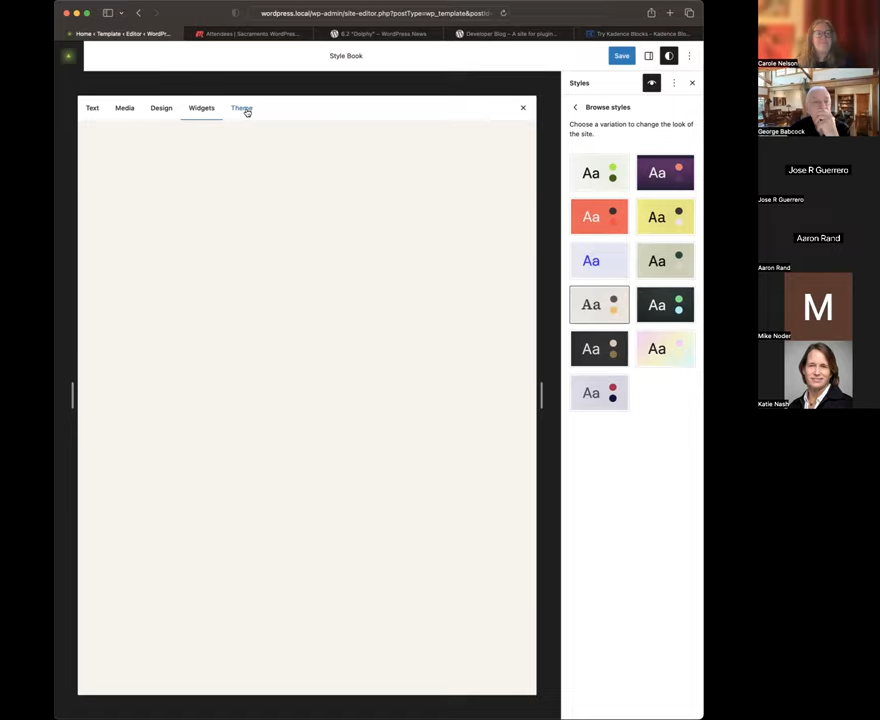 wordpress.local/wp-admin/site-editor.php?postType=wp_template&postId=
Home ‹ Template ‹ Editor ‹ WordPr...
Attendees | Sacramento WordPres...
6.2 "Dolphy" – WordPress News
Developer Blog – A site for plugin...
Try Kadence Blocks - Kadence Blo...
Style Book
Save
Styles
Text
Media
Design
Widgets
Theme
Browse styles
Choose a variation to change the look of
the site.
Aa
Aa
Aa
Aa
Aa
Aa
Aa
Aa
Aa
Aa
Aa
Carole Nelson
George Babcock
Jose R Guerrero
Jose R Guerrero
Aaron Rand
Aaron Rand
M
Mike Noder
Katie Nash